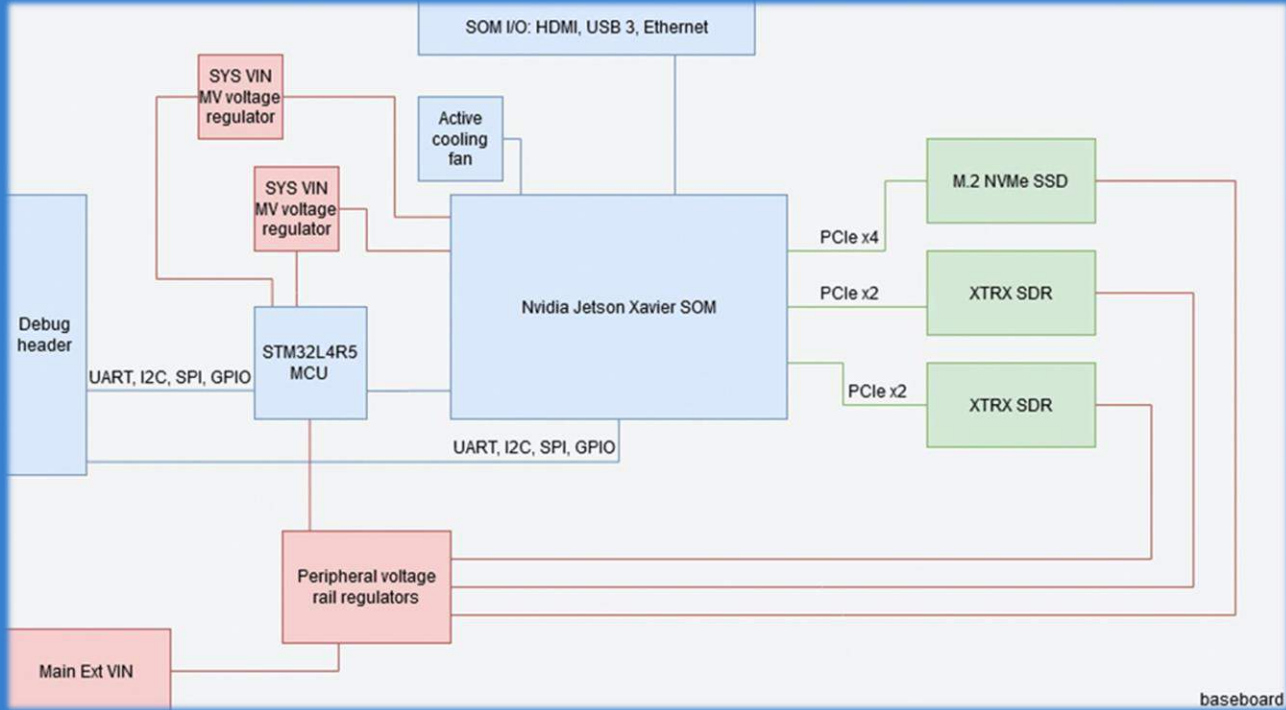 SOM I/O: HDMI, USB 3, Ethernet
SYS VIN
MV voltage
regulator
Active
cooling
fan
SYS VIN
MV voltage
regulator
M.2 NVMe SSD
PCIe x4
PCIe x2
XTRX SDR
Nvidia Jetson Xavier SOM
Debug
header
STM32L4R5
MCU
UART, I2C, SPI, GPIO
PCIe x2
XTRX SDR
UART, I2C, SPI, GPIO
Peripheral voltage
rail regulators
Main Ext VIN
baseboard